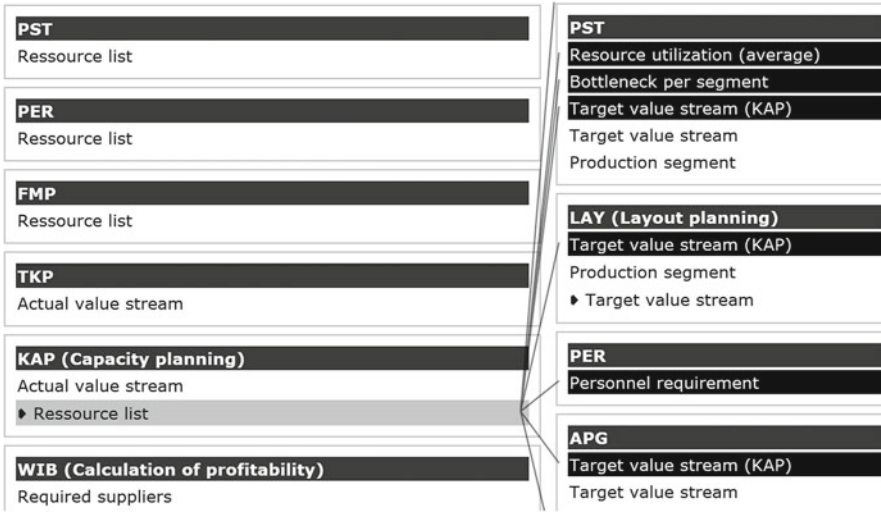 PST
Ressource list
PER
Ressource list
FMP
Ressource list
TKP
Actual value stream
KAP (Capacity planning)
Actual value stream
Ressource list
WIB (Calculation of profitability)
Required suppliers
PST
Resource utilization (average)
Bottleneck per segment
Target value stream (KAP)
Target value stream
Production segment
LAY (Layout planning)
Target value stream (KAP)
Production segment
Target value stream
PER
Personnel requirement
APG
Target value stream (KAP)
Target value stream